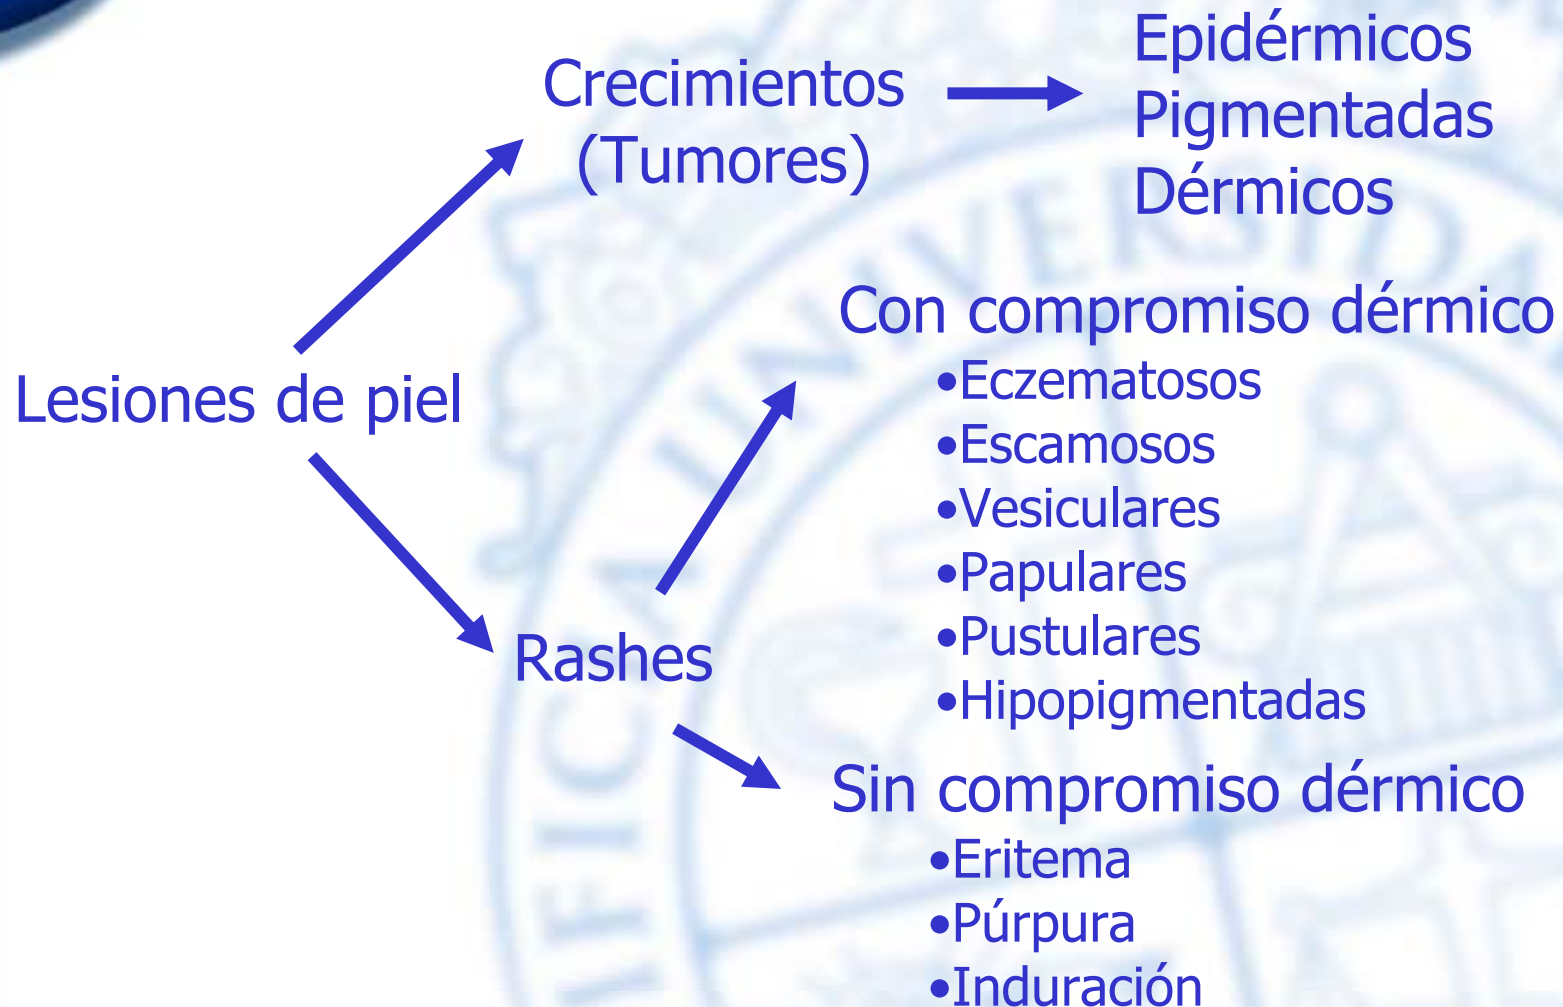 Lesiones de piel
Crecimientos
(Tumores)
Epidérmicos
Pigmentadas
Dérmicos
Rashes
Con compromiso dérmico
•Eczematosos
•Escamosos
•Vesiculares
•Papulares
•Pustulares
•Hipopigmentadas
Sin compromiso dérmico
•Eritema
•Púrpura
•Induración